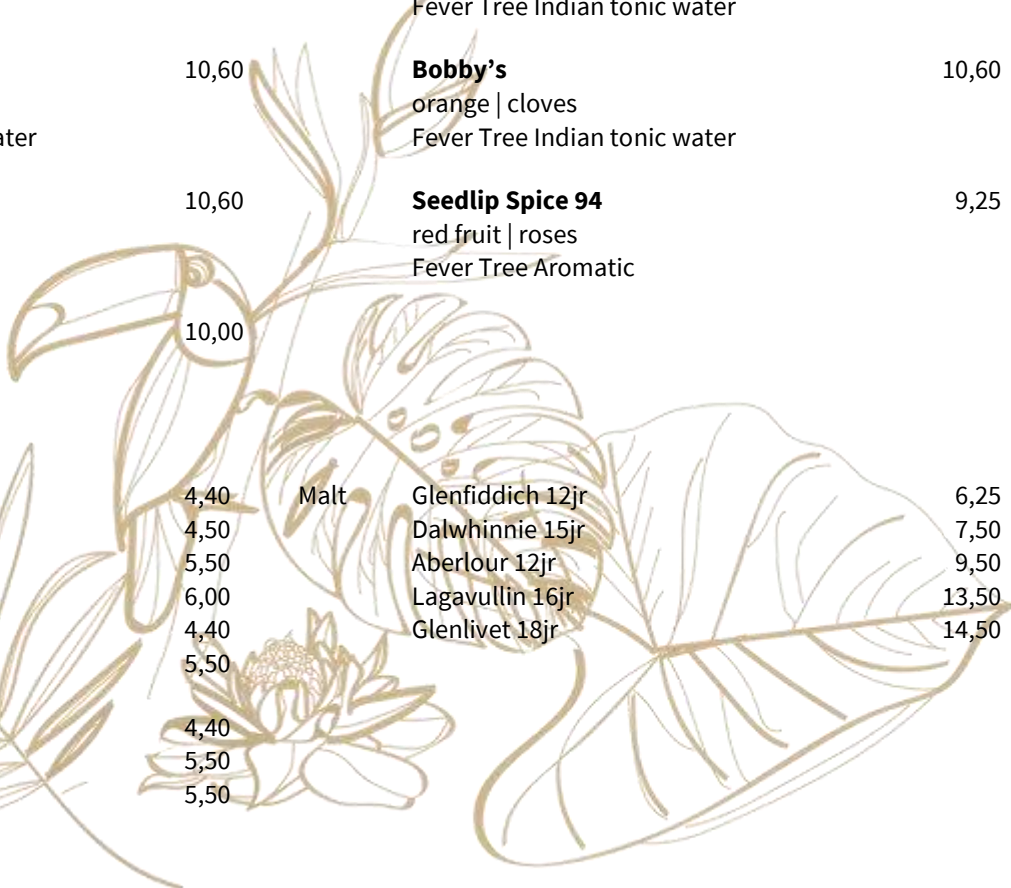 Fever Tree Indian tonic water
10,60
Bobby’s 10,60
orange | cloves
ater
Fever Tree Indian tonic water
10,60
Seedlip Spice 94 9,25
red fruit | roses
Fever Tree Aromatic
10,00
4,40
4,50
5,50
6,00
4,40
5,50
4,40
5,50
5,50
Malt Glenfiddich 12jr 6,25
Dalwhinnie 15jr 7,50
Aberlour 12jr 9,50
Lagavullin 16jr 13,50
Glenlivet 18jr 14,50